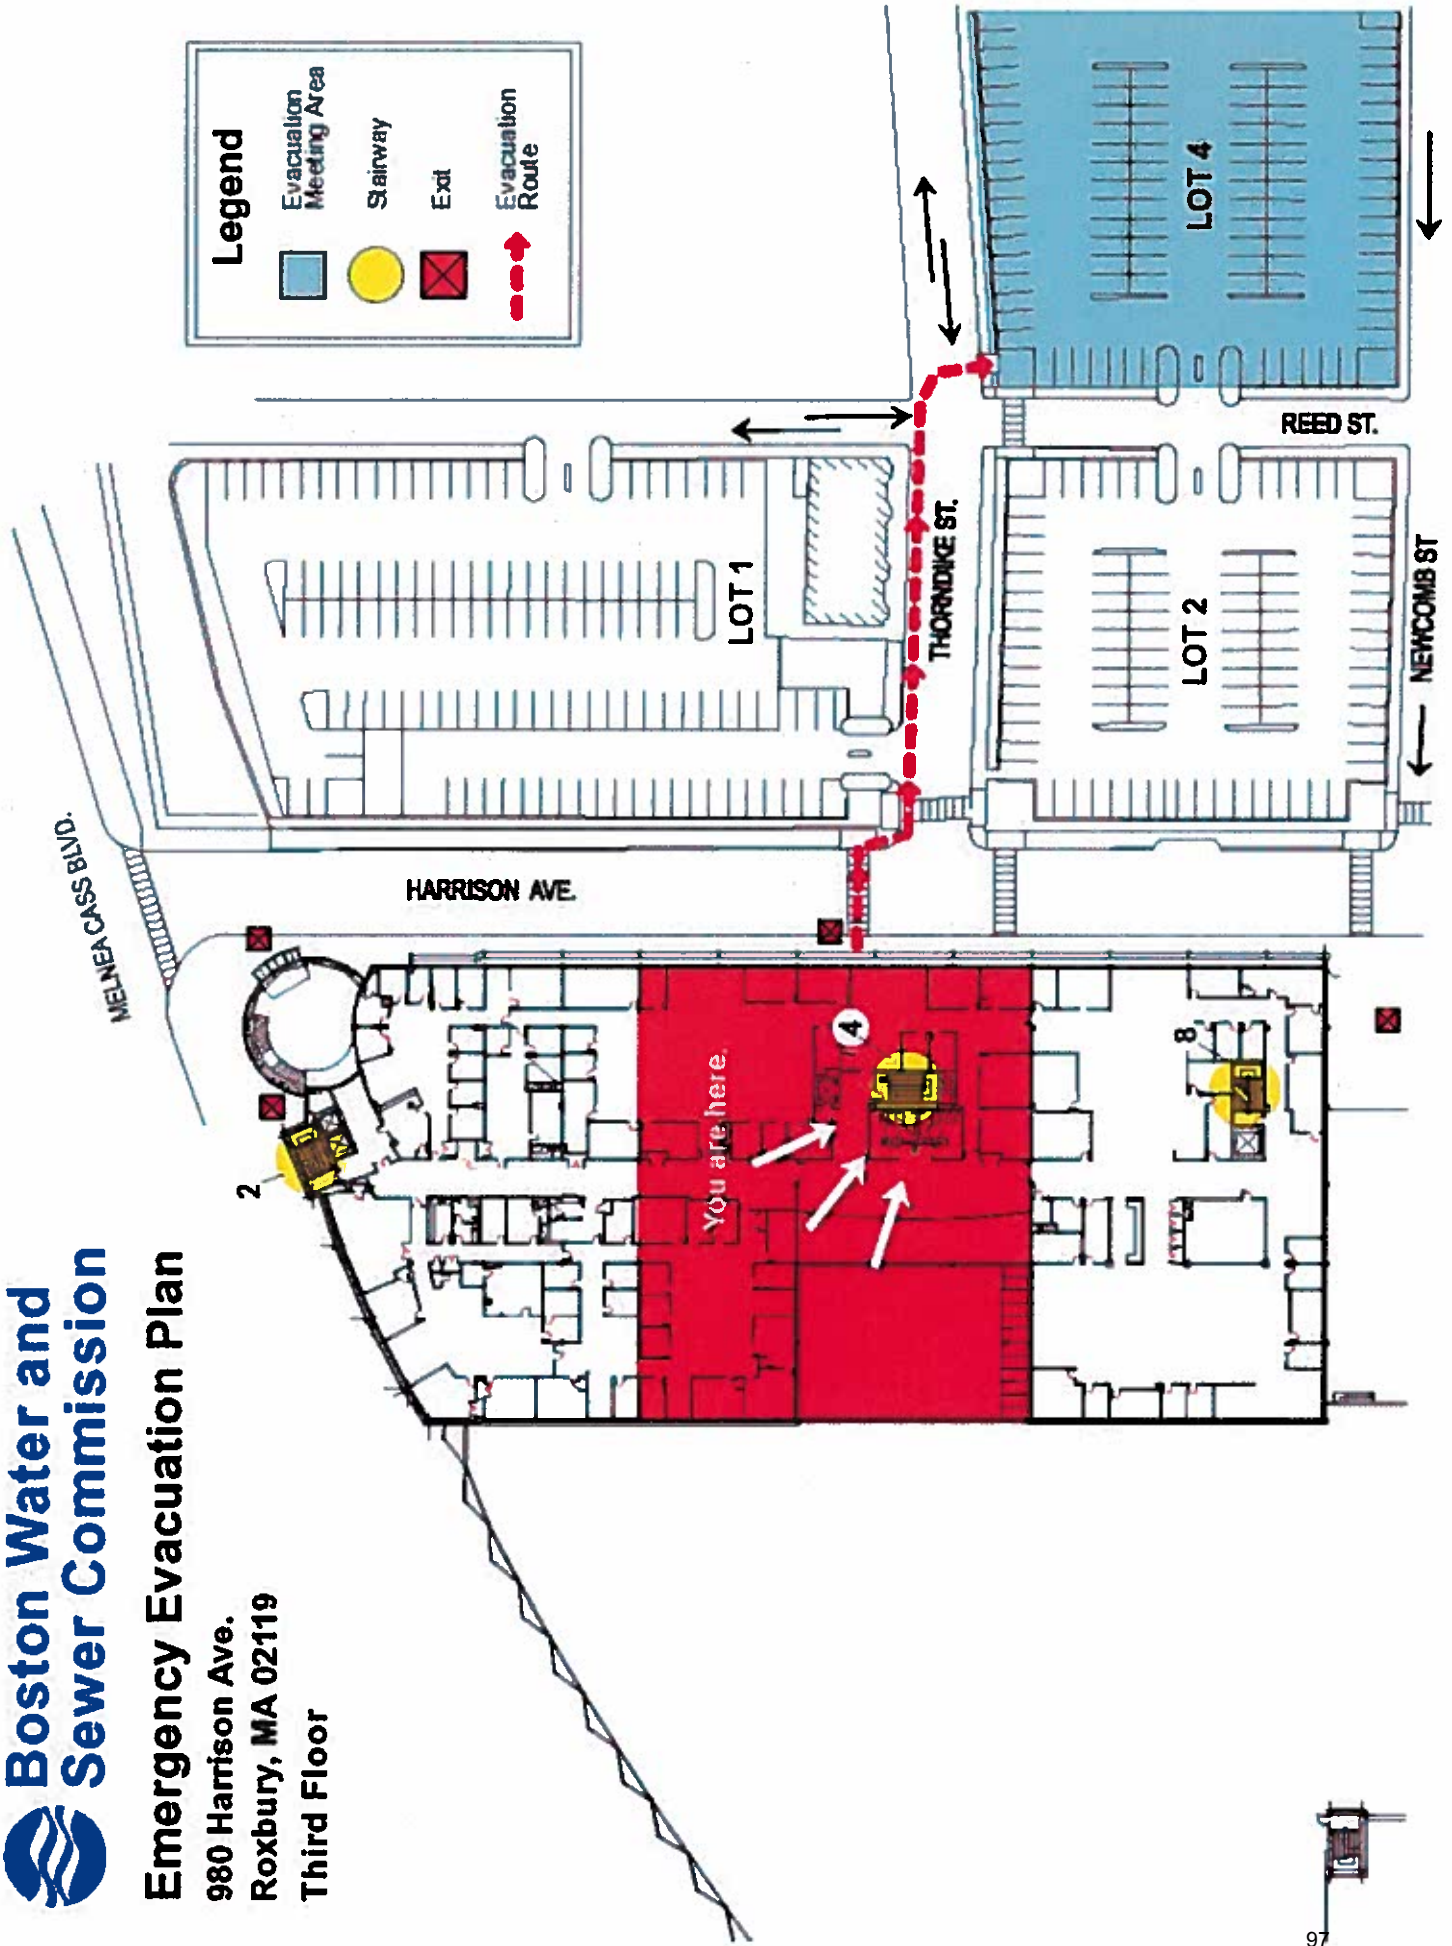 Boston Water and
Sewer Commission
Emergency Evacuation Plan
980 Harrison Ave.
Roxbury, MA 02119
Third Floor
Legend
Evacuation
Meeting Area
Stairway
Exit
Evacuation
Route
MELNEA CASS BLVD.
HARRISON AVE.
LOT 1
THORNDIKE ST.
LOT 2
LOT 4
REED ST.
NEWCOMB ST
You are here.
2
4
8
97